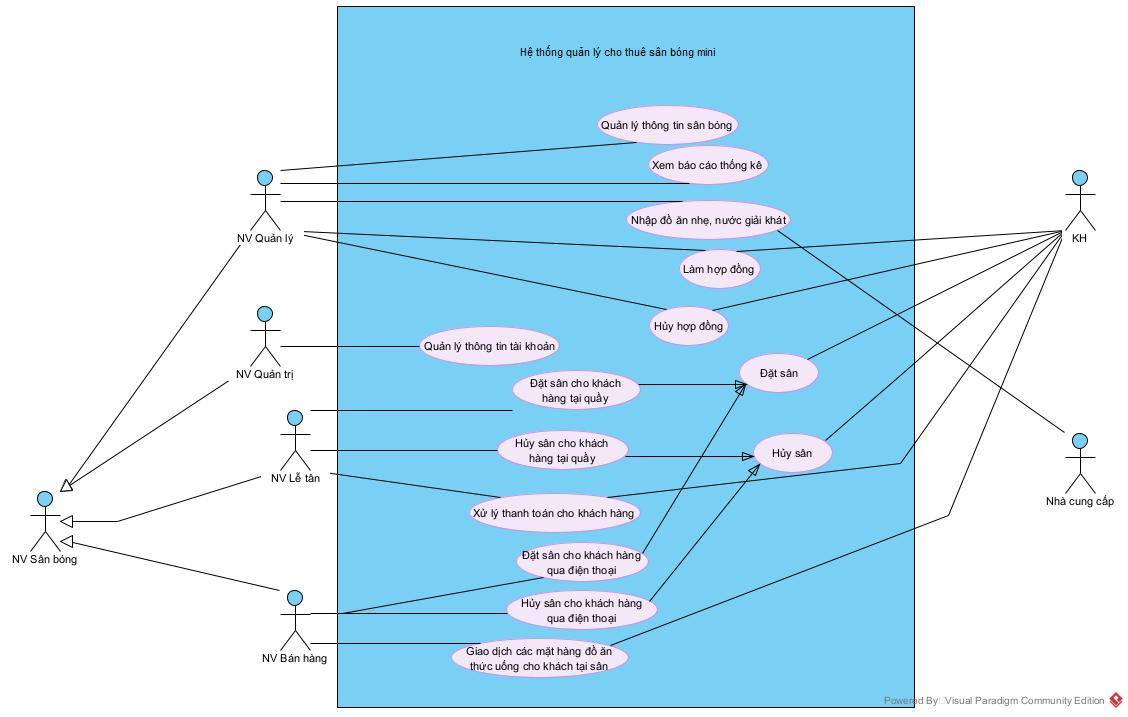 Hệ thống quản lý cho thuê sân bóng mini
Quản lý thông tin sân bóng
Xem báo cáo thống kê
Nhập đồ ăn nhẹ, nước giải khát
NV Quản lý
KH
Làm hợp đồng
Hủy hợp đồng
Quản lý thông tin tài khoản
NV Quản trị
Đặt sân
Đặt sân cho khách
hàng tại quầy
Hủy sân cho khách
hàng tại quầy
Hủy sân
NV Lễ tân
Nhà cung cấp
Xử lý thanh toán cho khách hàng
NV Sân bóng
Đặt sân cho khách hàng
qua điện thoại
Hủy sân cho khách hàng
qua điện thoại
NV Bán hàng
Giao dịch các mặt hàng đồ ăn
thức uống cho khách tại sân
Powered By Visual Paradigm Community Edition